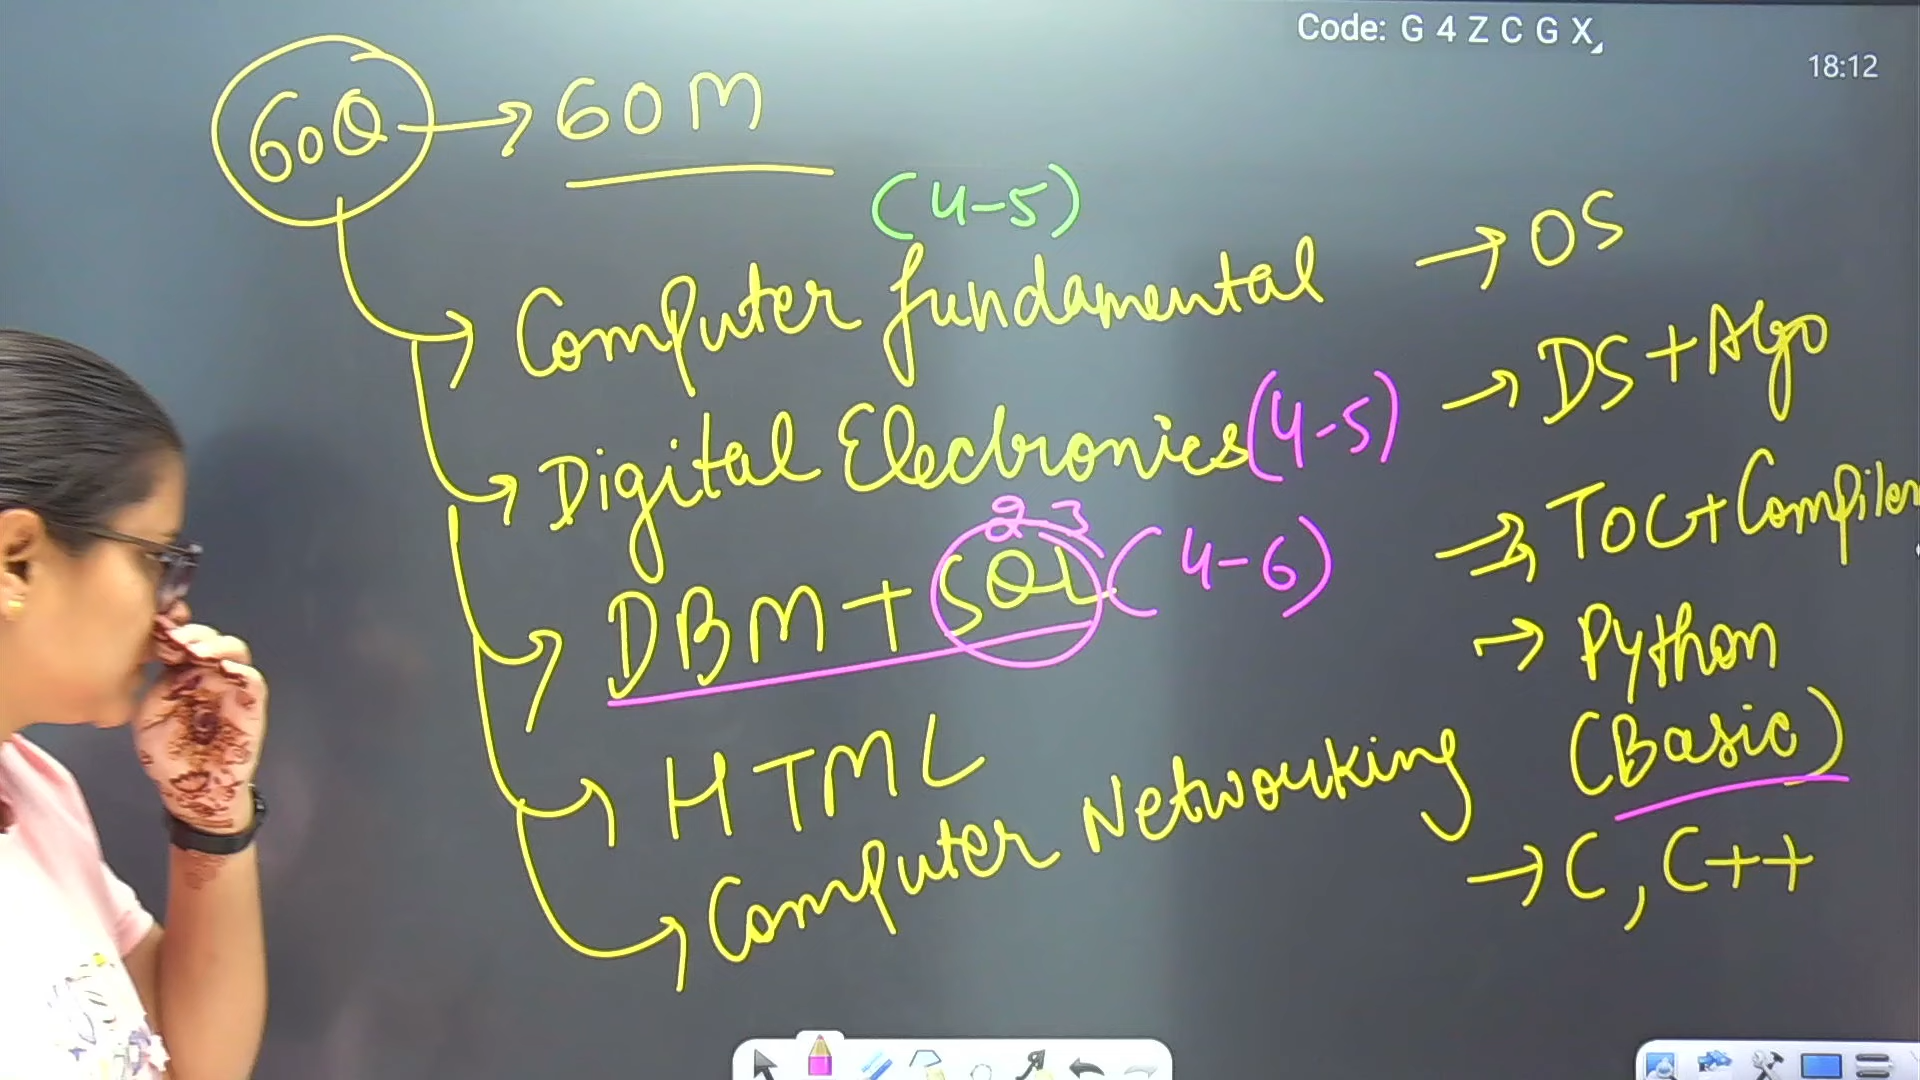 Code: G 4 Z C G X
18:12
60Q → 60 M
(4-5)
Computer fundamental
Digital Electronics (4-5)
2-3
DBM + SQL (4-6)
HTML
Computer Networking
→ OS
→ DS + Algo
→ TOC + Compiler
→ Python
(Basic)
→ C, C++